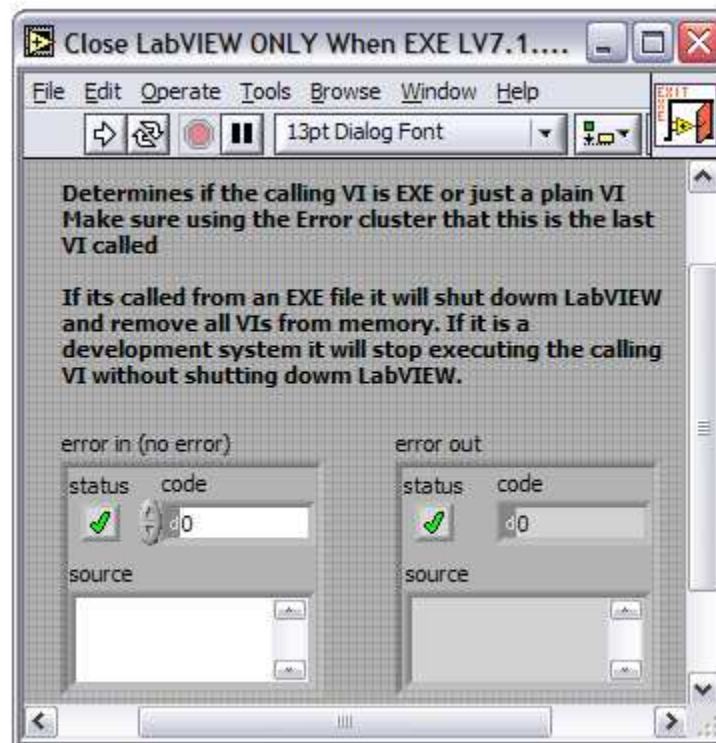 Close LabVIEW ONLY When EXE LV7.1....
File Edit Operate Tools Browse Window Help
EXIT
13pt Dialog Font
Determines if the calling VI is EXE or just a plain VI
Make sure using the Error cluster that this is the last
VI called
If its called from an EXE file it will shut dowm LabVIEW
and remove all VIs from memory. If it is a
development system it will stop executing the calling
VI without shutting dowm LabVIEW.
error in (no error) error out
status code status code
d0 d0
source source